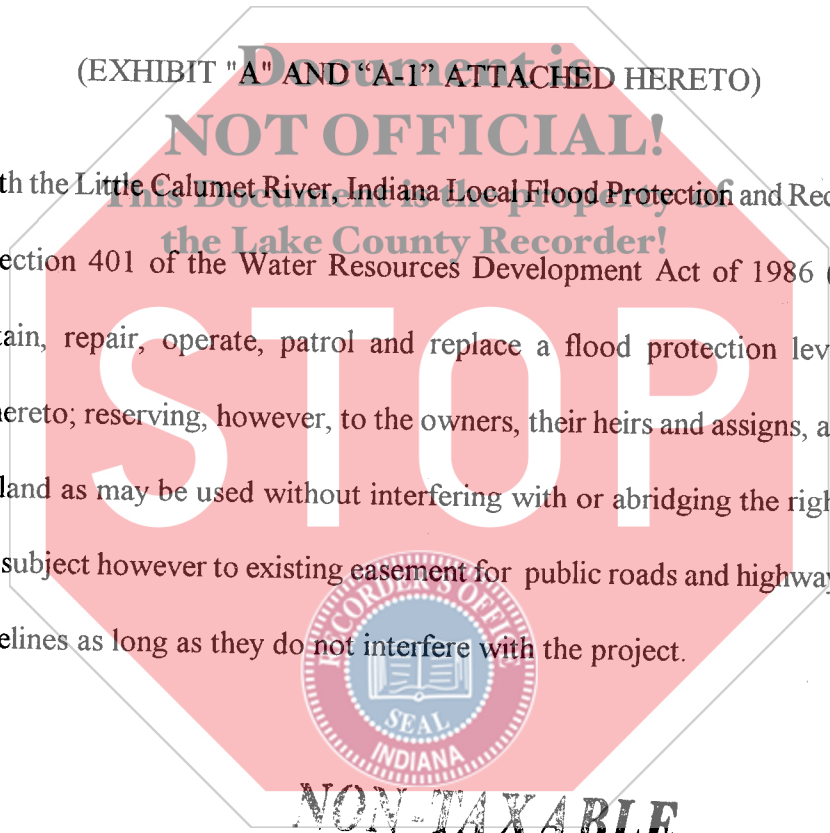 (EXHIBIT "A" AND “A-1” ATTACHED HERETO)
Document is
NOT OFFICIAL!
th the Little Calumet River, Indiana Local Flood Protection and Rec
This Document is the property of
the Lake County Recorder!
ection 401 of the Water Resources Development Act of 1986 (
tain, repair, operate, patrol and replace a flood protection lev
STOP
hereto; reserving, however, to the owners, their heirs and assigns, a
land as may be used without interfering with or abridging the righ
subject however to existing easement for public roads and highway
elines as long as they do not interfere with the project.
RECORDER'S OFFICE
SEAL
INDIANA
NON-TAXABLE